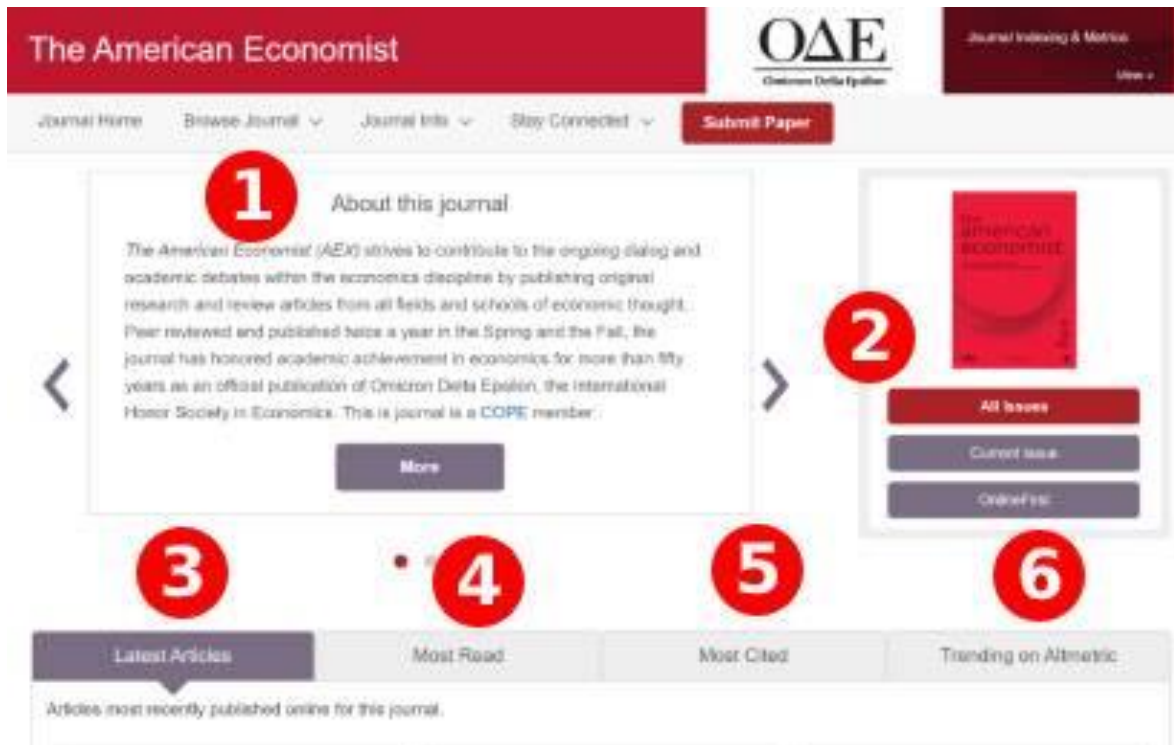 The American Economist
ΟΔΕ
Omicron Delta Epsilon
Journal Indexing & Metrics
View »
Journal Home
Browse Journal
Journal Info
Stay Connected
Submit Paper
1
About this journal
The American Economist (AEX) strives to contribute to the ongoing dialog and
academic debates within the economics discipline by publishing original
research and review articles from all fields and schools of economic thought.
Peer reviewed and published twice a year in the Spring and the Fall, the
journal has honored academic achievement in economics for more than fifty
years as an official publication of Omicron Delta Epsilon, the International
Honor Society in Economics. This is journal is a COPE member.
More
the
american
economist
2
All Issues
Current Issue
OnlineFirst
3
4
5
6
Latest Articles
Most Read
Most Cited
Trending on Altmetric
Articles most recently published online for this journal.